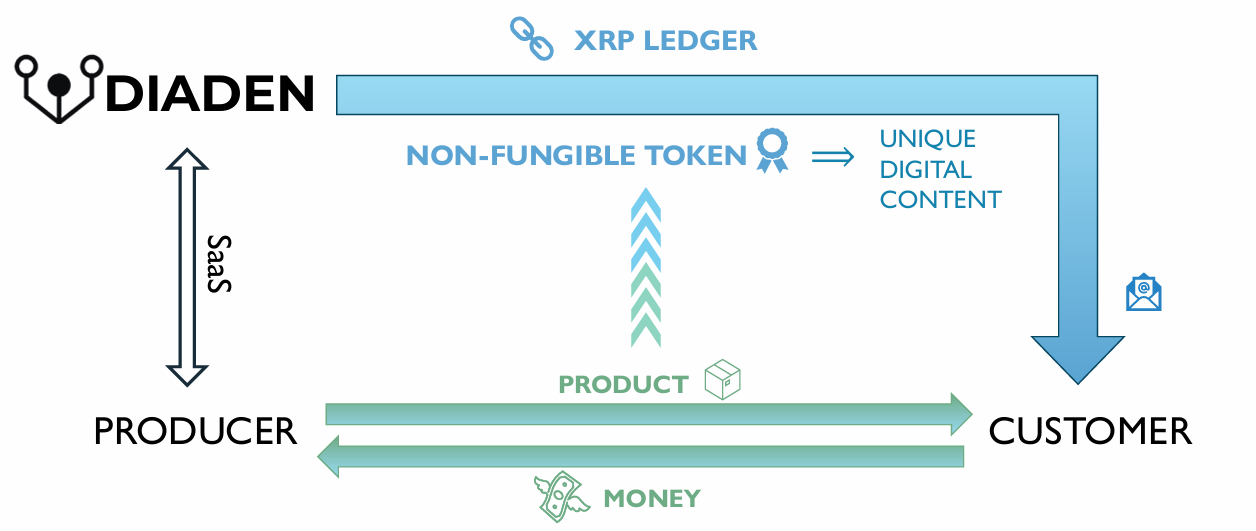 XRP LEDGER
DIADEN
NON-FUNGIBLE TOKEN
UNIQUE
DIGITAL
CONTENT
SaaS
@
PRODUCT
PRODUCER
CUSTOMER
MONEY